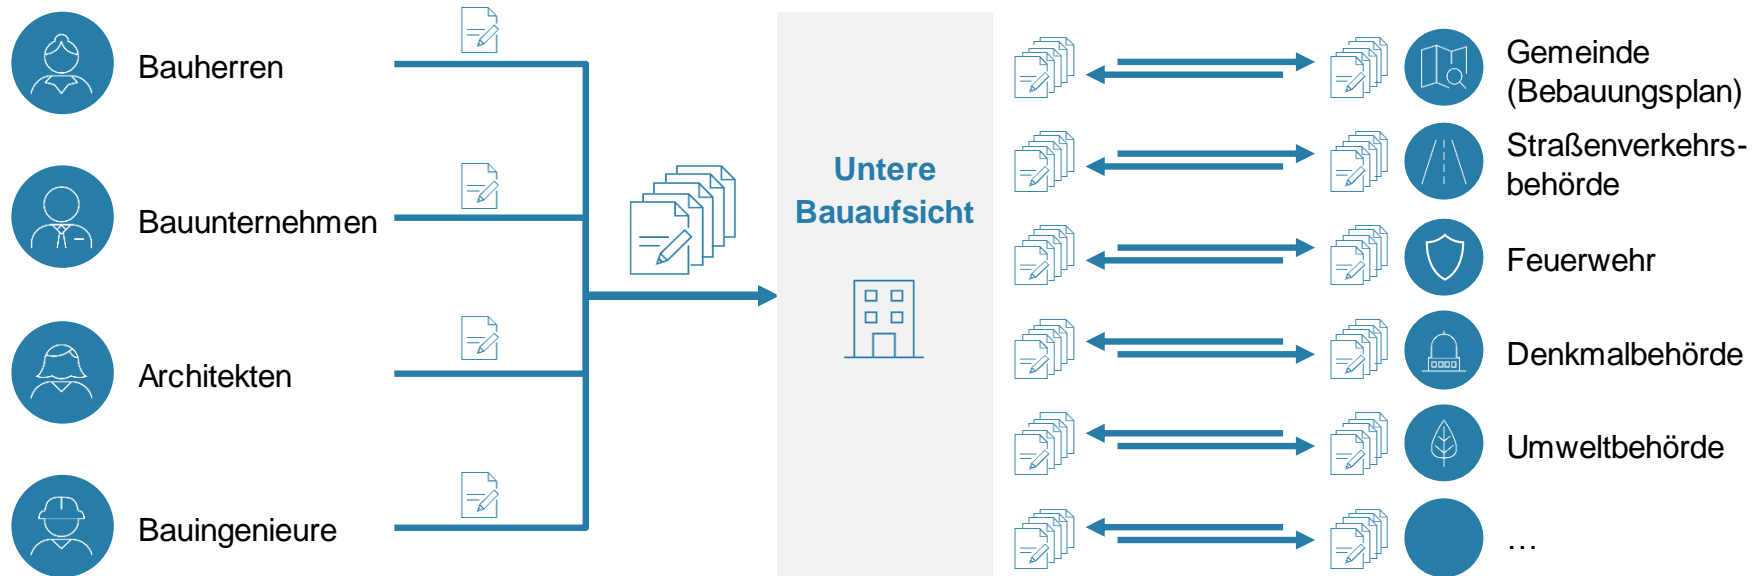 Bauherren
Bauunternehmen
Architekten
Bauingenieure
Untere
Bauaufsicht
Gemeinde
(Bebauungsplan)
Straßenverkehrs-
behörde
Feuerwehr
Denkmalbehörde
Umweltbehörde
…